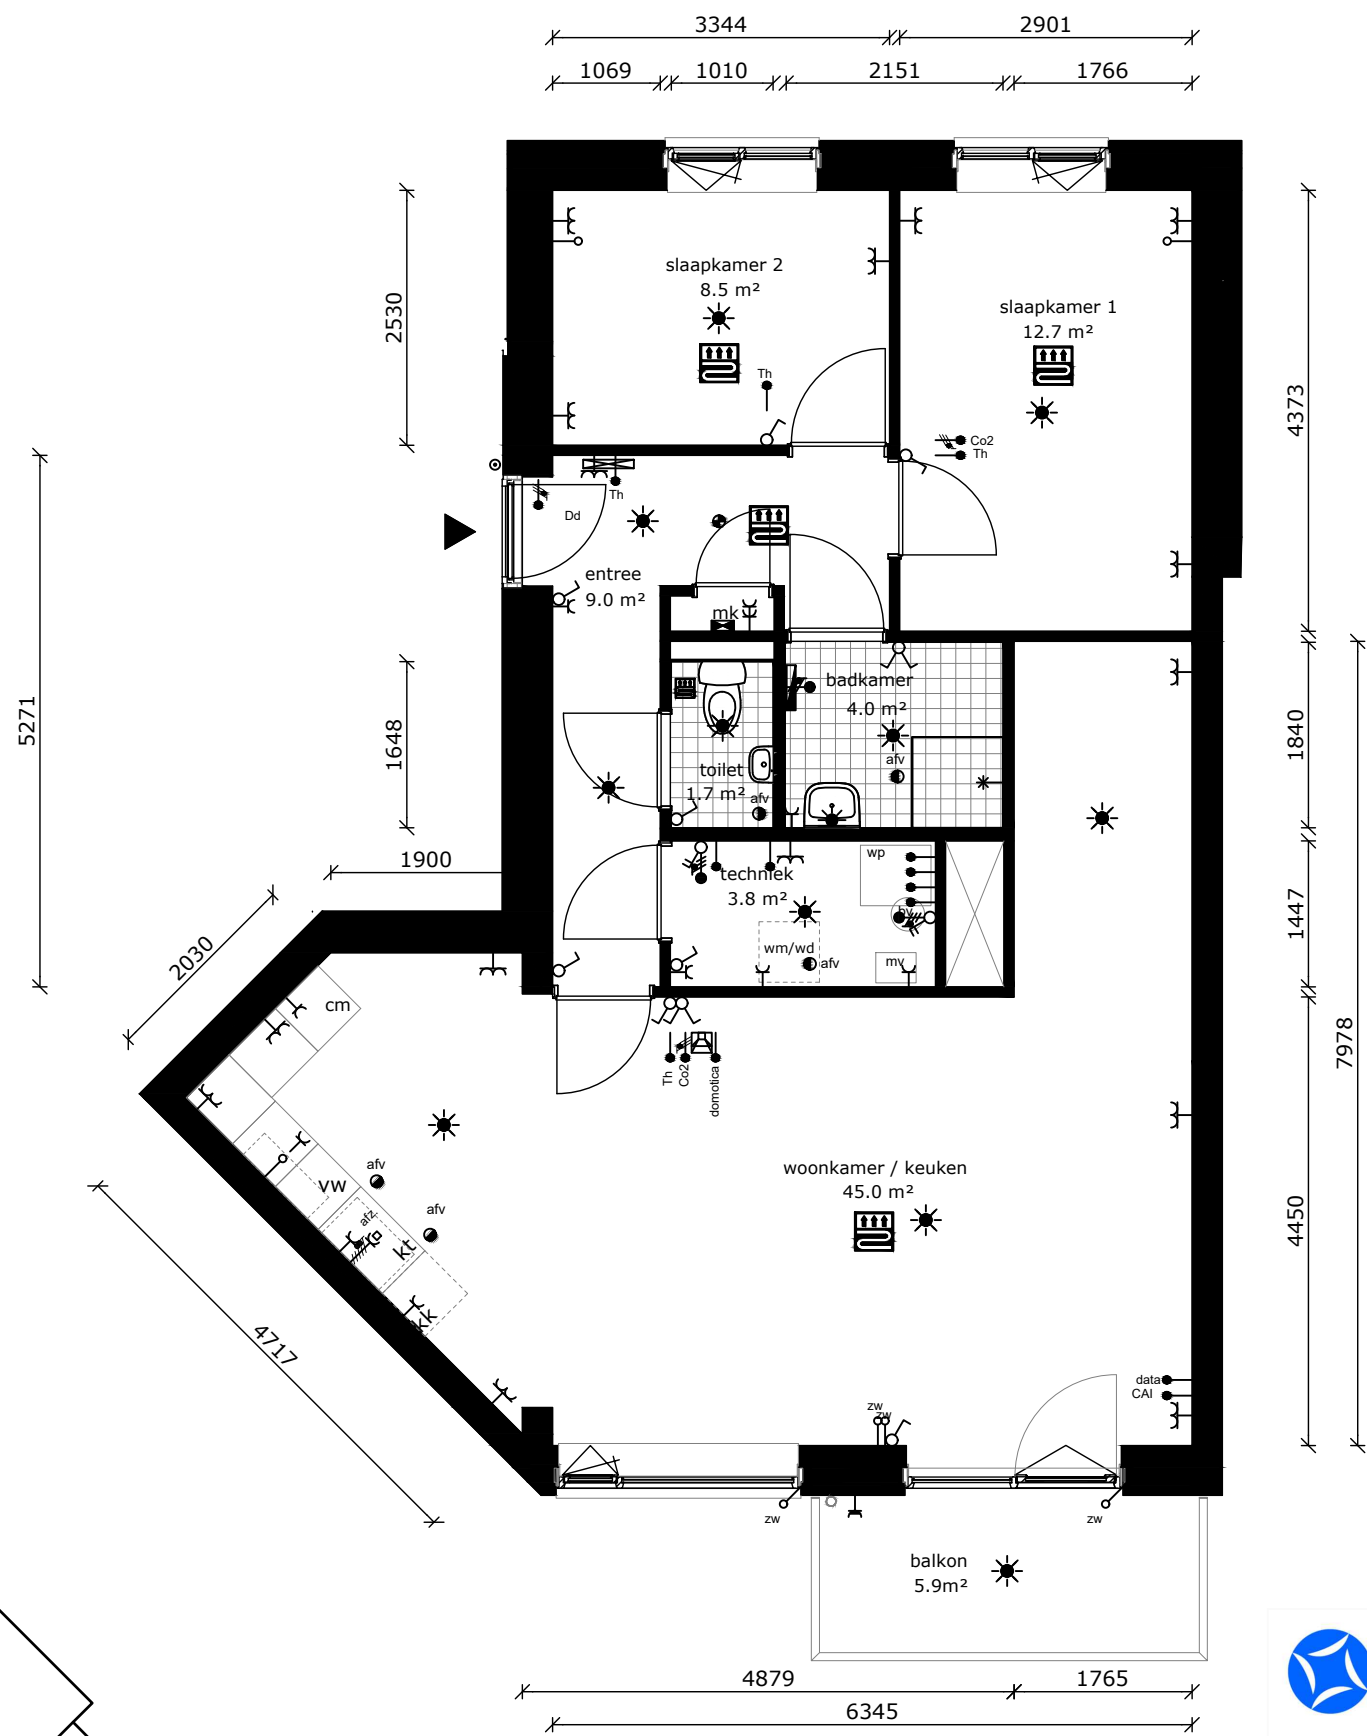 3344
2901
1069
1010
2151
1766
slaapkamer 2
8.5 m²
slaapkamer 1
12.7 m²
2530
4373
Th
Co2
Th
Th
Dd
entree
9.0 m²
mk
5271
1648
badkamer
4.0 m²
1840
7978
toilet
1.7 m²
afv
afv
1900
techniek
3.8 m²
wp
bv
1447
wm/wd
afv
mv
2030
cm
Th
Co2
domotica
woonkamer / keuken
45.0 m²
afv
vw
afv
afz
kt
kk
4450
4717
data
CAI
zw
zw
zw
zw
balkon
5.9m²
4879
1765
6345